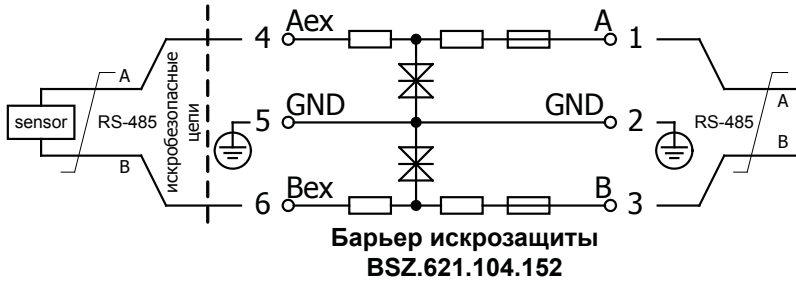 4 Aex A 1
A A
sensor RS-485 искробезопасные цепи 5 GND GND 2 RS-485
B B
6 Bex B 3
Барьер искрозащиты
BSZ.621.104.152